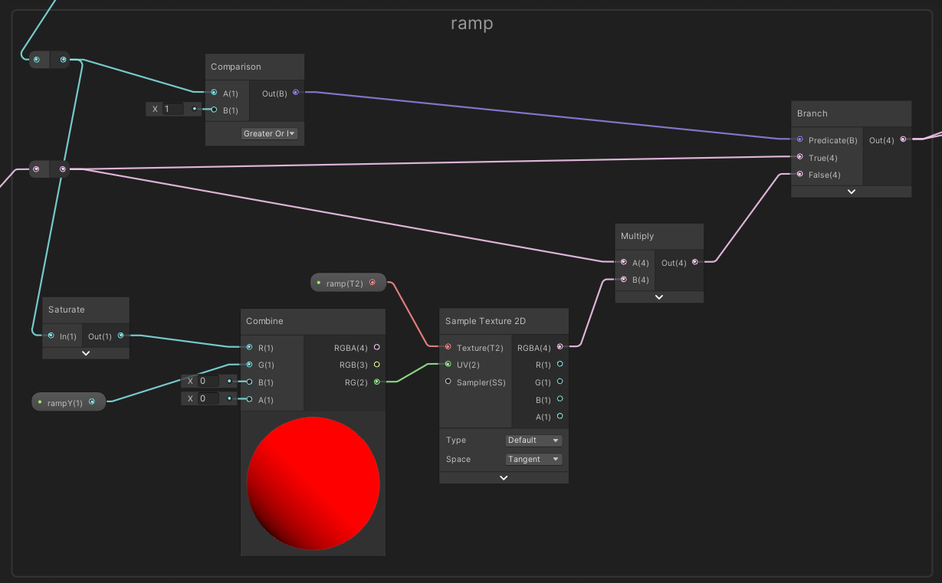 ramp
Comparison
A(1) Out(B)
X 1 B(1)
Greater Or I
Branch
Predicate(B) Out(4)
True(4)
False(4)
Multiply
A(4) Out(4)
B(4)
ramp(T2)
Saturate
In(1) Out(1)
Combine
R(1) RGBA(4)
G(1) RGB(3)
X 0 B(1) RG(2)
X 0 A(1)
rampY(1)
Sample Texture 2D
Texture(T2) RGBA(4)
UV(2) R(1)
Sampler(SS) G(1)
B(1)
A(1)
Type Default
Space Tangent